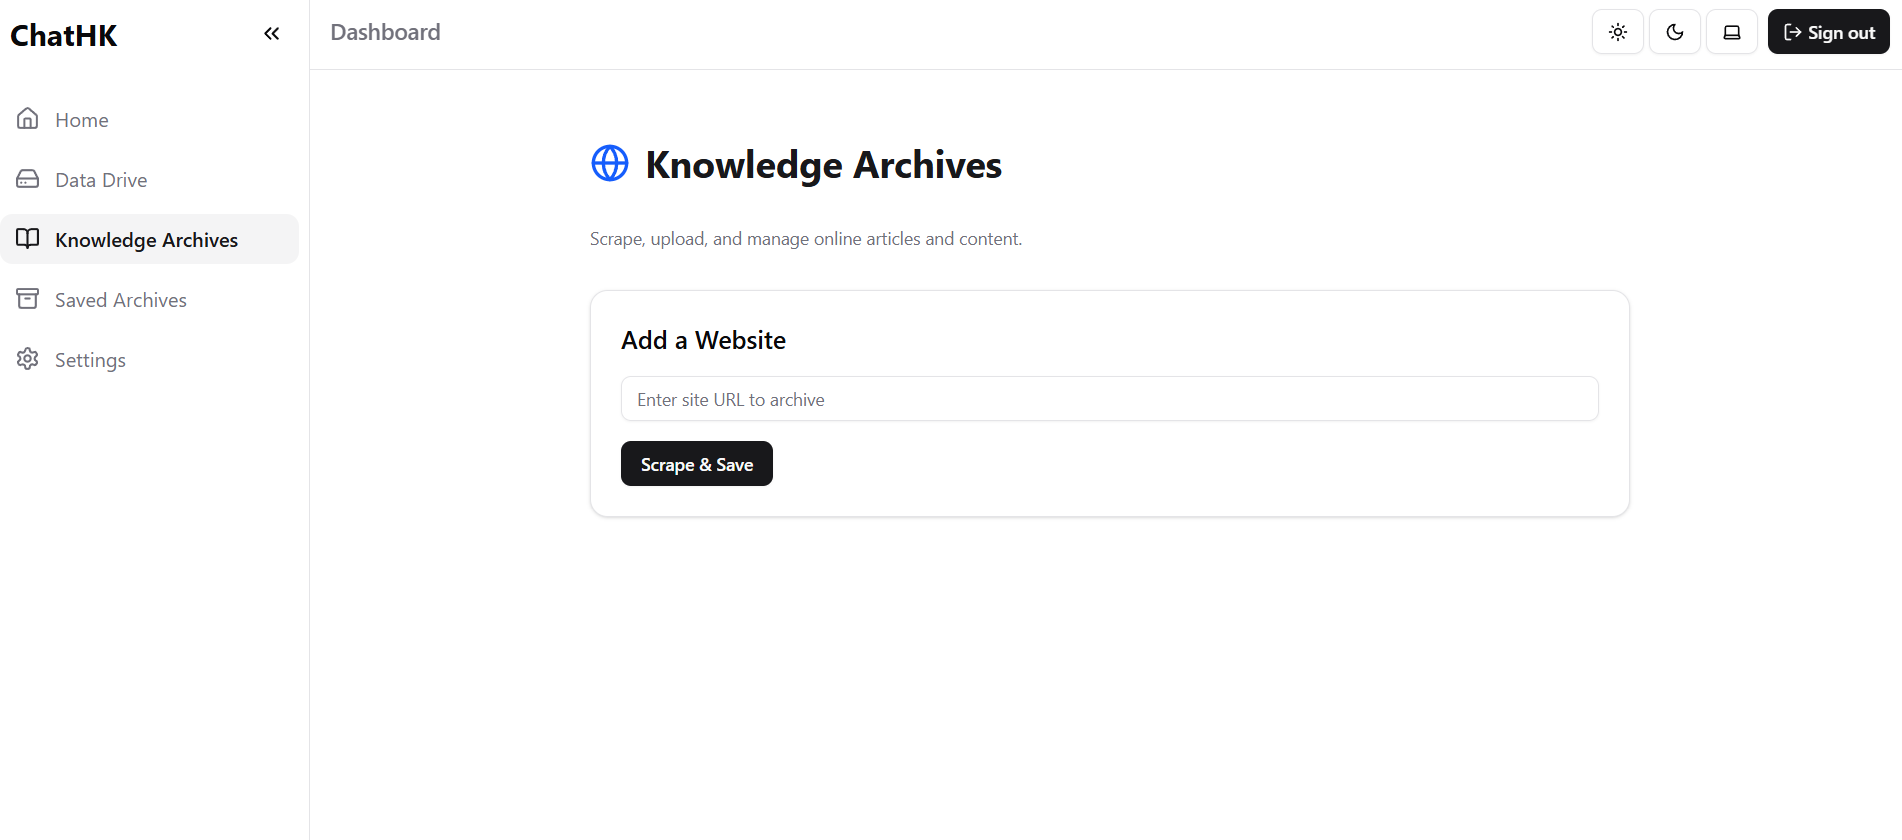 ChatHK
Home
Data Drive
Knowledge Archives
Saved Archives
Settings
Dashboard
Sign out
Knowledge Archives
Scrape, upload, and manage online articles and content.
Add a Website
Enter site URL to archive
Scrape & Save